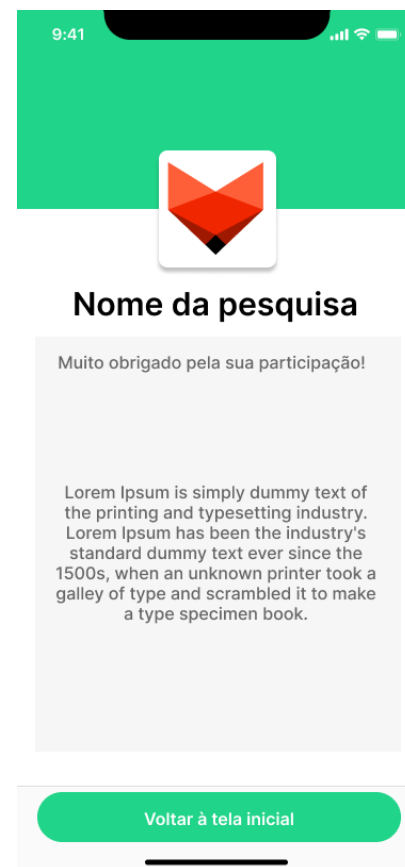 9:41
Nome da pesquisa
Muito obrigado pela sua participação!
Lorem Ipsum is simply dummy text of
the printing and typesetting industry.
Lorem Ipsum has been the industry's
standard dummy text ever since the
1500s, when an unknown printer took a
galley of type and scrambled it to make
a type specimen book.
Voltar à tela inicial